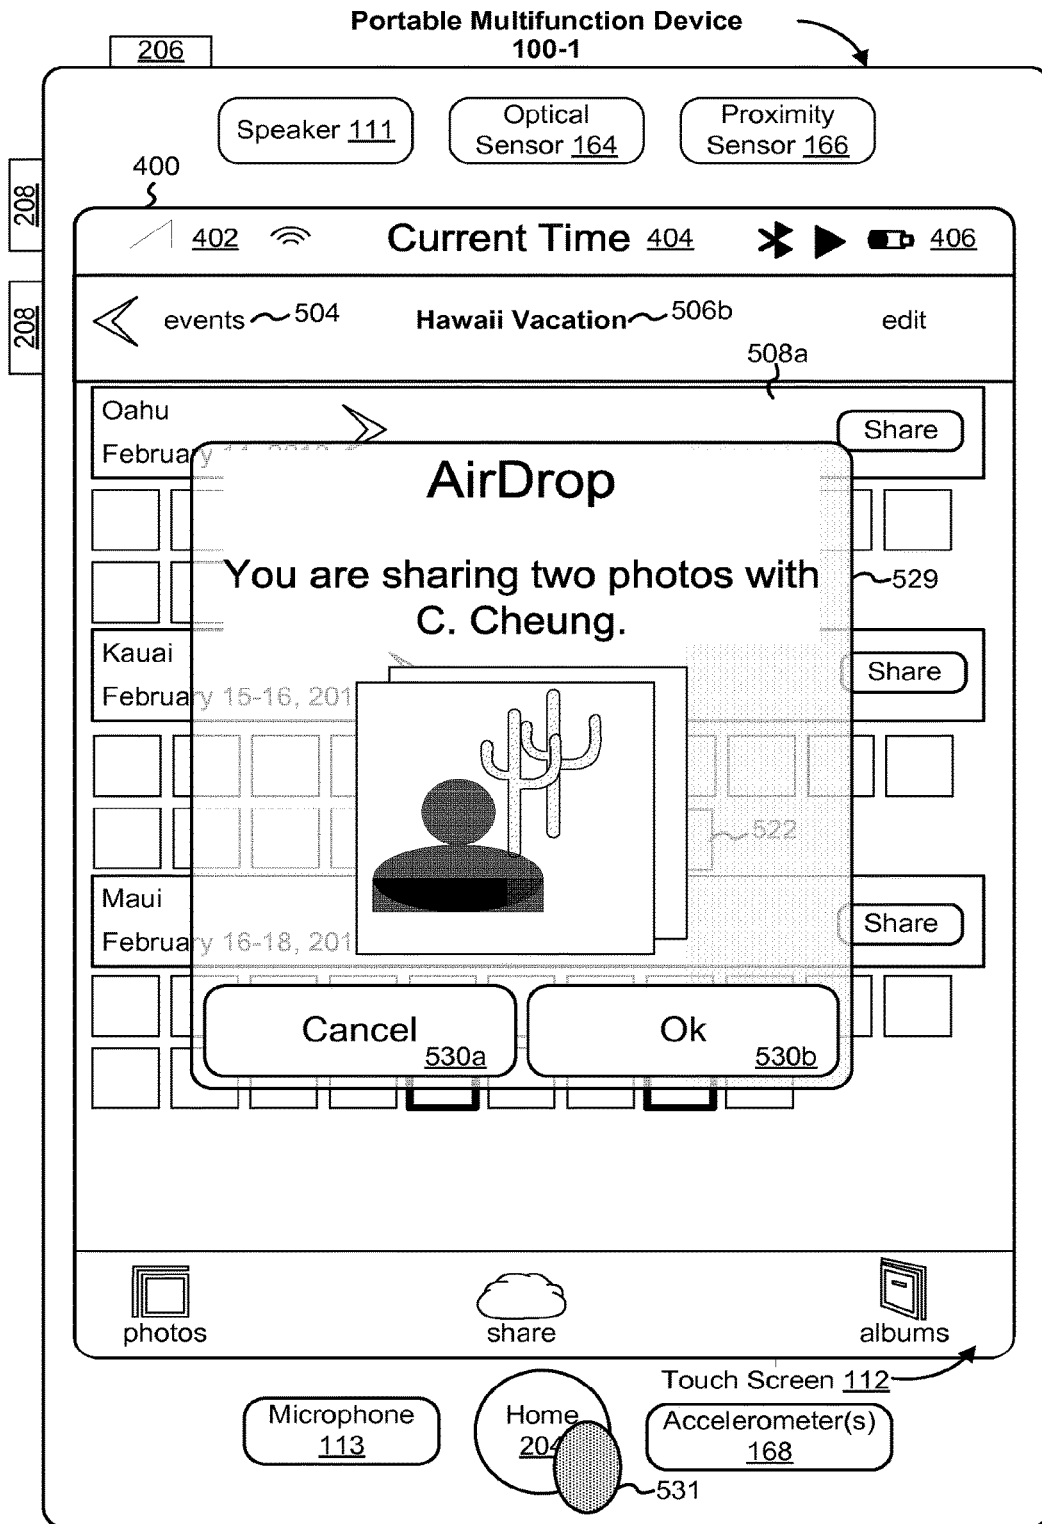 Portable Multifunction Device
100-1
206
Speaker 111
Optical
Sensor 164
Proximity
Sensor 166
208
400
402
Current Time 404
406
208
events
504
Hawaii Vacation
506b
edit
508a
Oahu
February
Share
AirDrop
You are sharing two photos with
C. Cheung.
529
Kauai
February 15-16, 201
Share
522
Maui
February 16-18, 201
Share
Cancel
530a
Ok
530b
photos
share
albums
Touch Screen 112
Microphone
113
Home
204
Accelerometer(s)
168
531